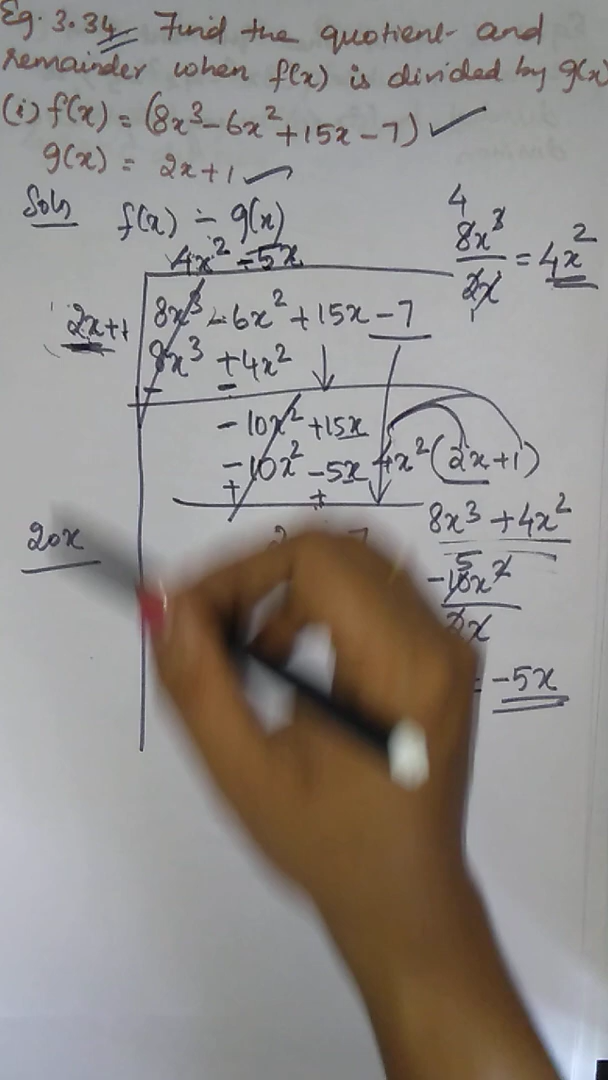 Eg. 3.34 Find the quotient and
remainder when f(x) is divided by g(x)
(i) f(x) = (8x³ - 6x² + 15x - 7)
g(x) = 2x+1
Soln f(x) ÷ g(x)
4x² - 5x
2x+1
8x³ - 6x² + 15x - 7
8x³ + 4x²
-
-
- 10x² + 15x
- 10x² - 5x
+
+
20x
4
8x³
2x
1
= 4x²
4x²(2x+1)
8x³ + 4x²
5
-10x²
2x
= -5x